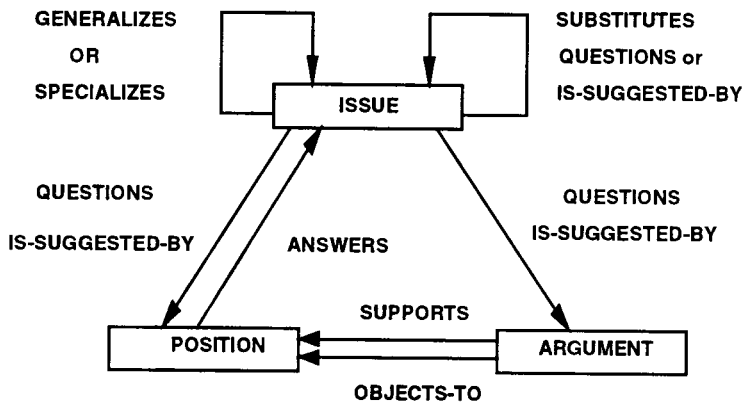 GENERALIZES
OR
SPECIALIZES
SUBSTITUTES
QUESTIONS or
IS-SUGGESTED-BY
ISSUE
QUESTIONS
IS-SUGGESTED-BY
ANSWERS
QUESTIONS
IS-SUGGESTED-BY
SUPPORTS
POSITION
ARGUMENT
OBJECTS-TO